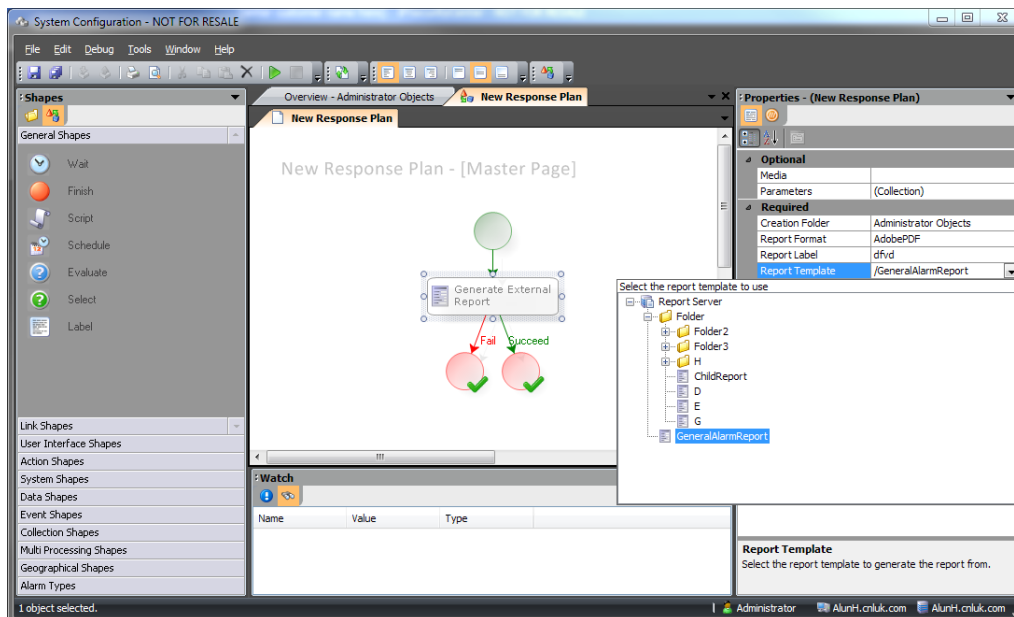 System Configuration - NOT FOR RESALE
File Edit Debug Tools Window Help
Shapes
General Shapes
Wait
Finish
Script
Schedule
Evaluate
Select
Label
Link Shapes
User Interface Shapes
Action Shapes
System Shapes
Data Shapes
Event Shapes
Collection Shapes
Multi Processing Shapes
Geographical Shapes
Alarm Types
Overview - Administrator Objects
New Response Plan
New Response Plan
New Response Plan - [Master Page]
Generate External
Report
Fail
Succeed
Watch
Name Value Type
Properties - (New Response Plan)
Optional
Media
Parameters (Collection)
Required
Creation Folder Administrator Objects
Report Format AdobePDF
Report Label dfvd
Report Template /GeneralAlarmReport
Select the report template to use
Report Server
Folder
Folder2
Folder3
H
ChildReport
D
E
G
GeneralAlarmReport
Report Template
Select the report template to generate the report from.
1 object selected.
Administrator AlunH.cnluk.com AlunH.cnluk.com